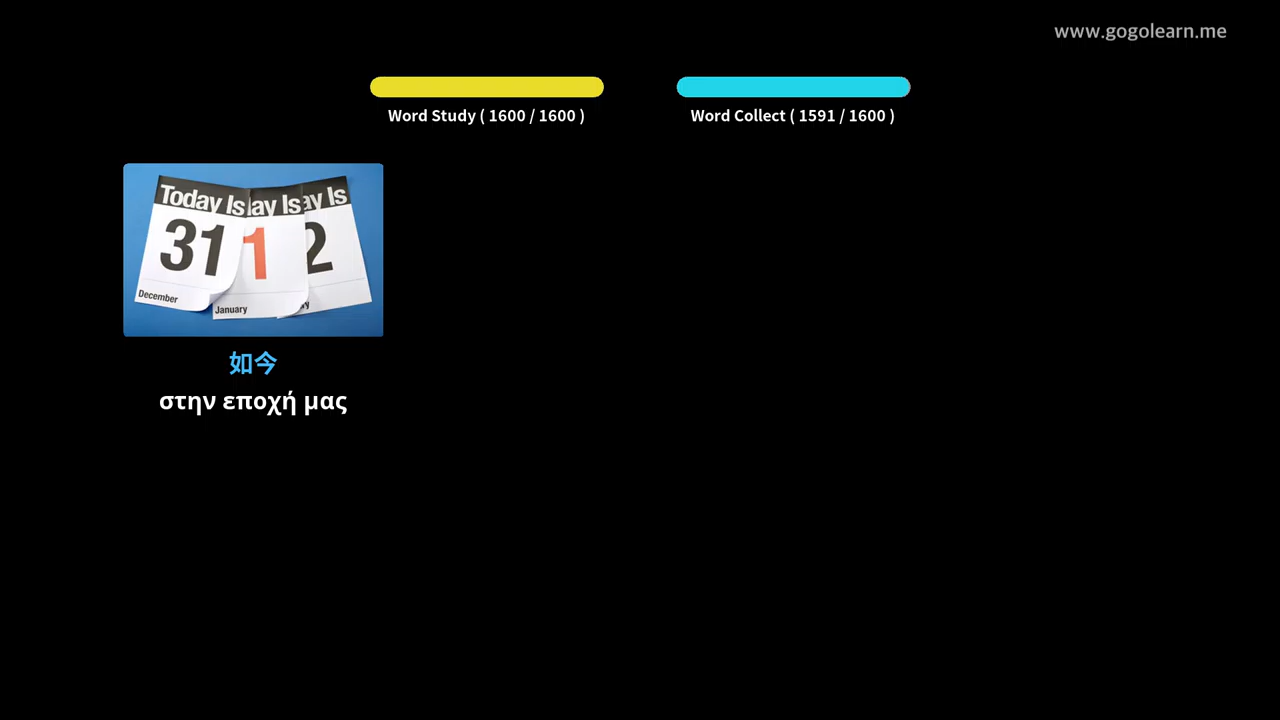 www.gogolearn.me
Word Study ( 1600 / 1600 )
Word Collect ( 1591 / 1600 )
Today Is
ay Is
ay Is
31
1
2
December
January
如今
στην εποχή μας